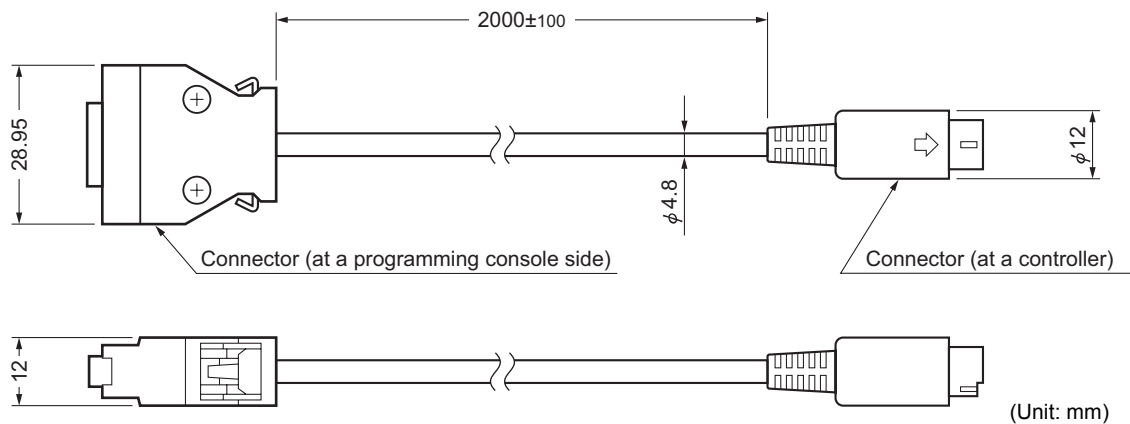 2000±100
28.95
φ4.8
φ12
Connector (at a programming console side)
Connector (at a controller)
12
(Unit: mm)